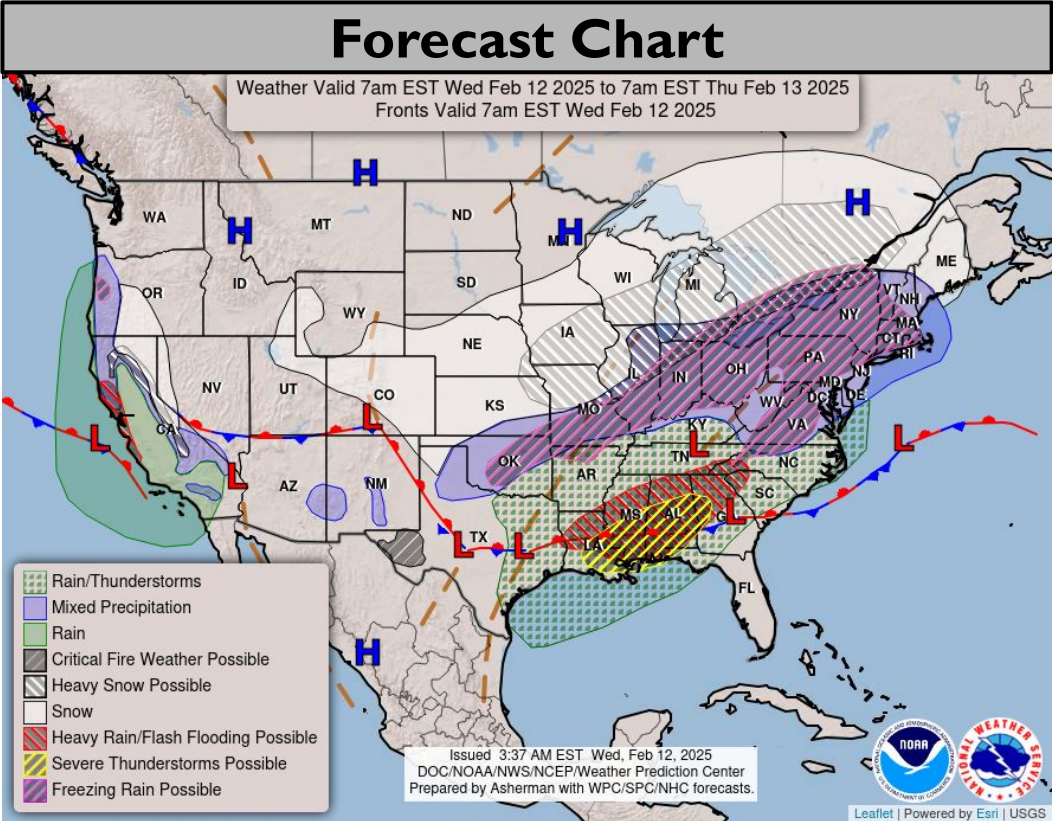 Forecast Chart
Weather Valid 7am EST Wed Feb 12 2025 to 7am EST Thu Feb 13 2025
Fronts Valid 7am EST Wed Feb 12 2025
H
H
H
H
WA
MT
ND
MN
ME
OR
ID
SD
WI
MI
VT
NH
WY
NY
MA
IA
CT
RI
NE
PA
NV
UT
CO
IL
IN
OH
NJ
MD
DE
DC
WV
KS
MO
VA
CA
L
L
KY
L
L
OK
TN
NC
AR
L
AZ
NM
SC
MS
AL
GA
L
TX
L
L
LA
FL
H
Rain/Thunderstorms
Mixed Precipitation
Rain
Critical Fire Weather Possible
Heavy Snow Possible
Snow
Heavy Rain/Flash Flooding Possible
Severe Thunderstorms Possible
Freezing Rain Possible
Issued 3:37 AM EST Wed, Feb 12, 2025
DOC/NOAA/NWS/NCEP/Weather Prediction Center
Prepared by Asherman with WPC/SPC/NHC forecasts.
NOAA
NATIONAL WEATHER SERVICE
Leaflet | Powered by Esri | USGS